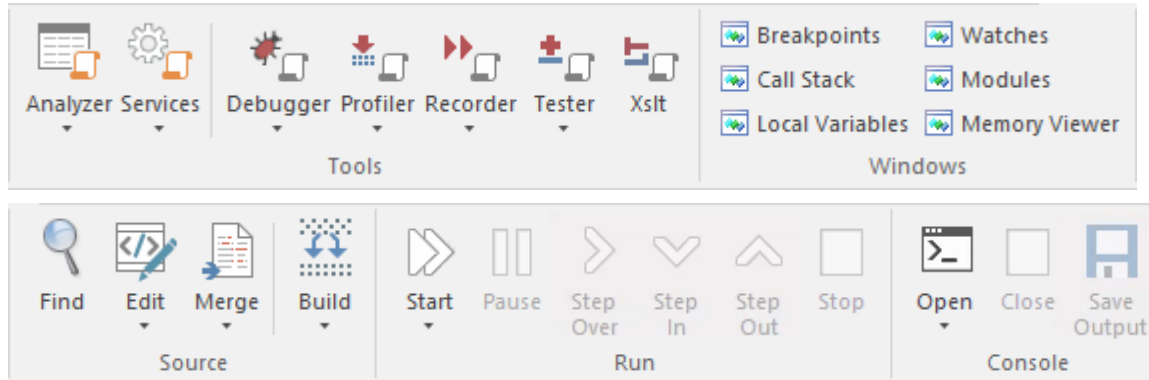 Breakpoints Watches
Call Stack Modules
Analyzer Services Debugger Profiler Recorder Tester Xslt
Local Variables Memory Viewer
Tools Windows
Find Edit Merge Build Start Pause Step Over Step In Step Out Stop Open Close Save Output
Source Run Console